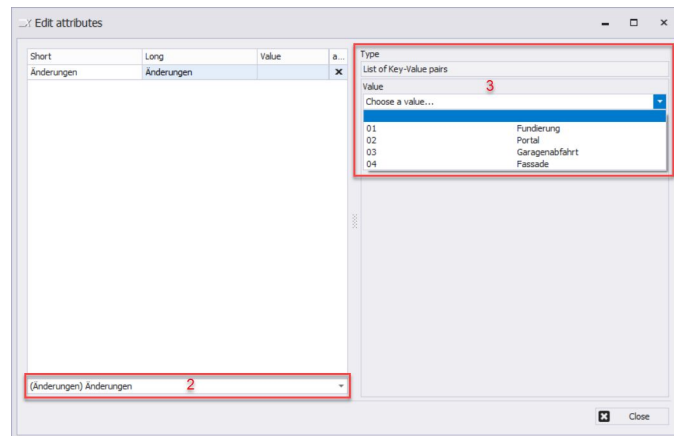 Edit attributes
Short Long Value a...
Änderungen Änderungen
(Änderungen) Änderungen 2
Type
List of Key-Value pairs
Value 3
Choose a value...
01 Fundierung
02 Portal
03 Garagenabfahrt
04 Fassade
Close